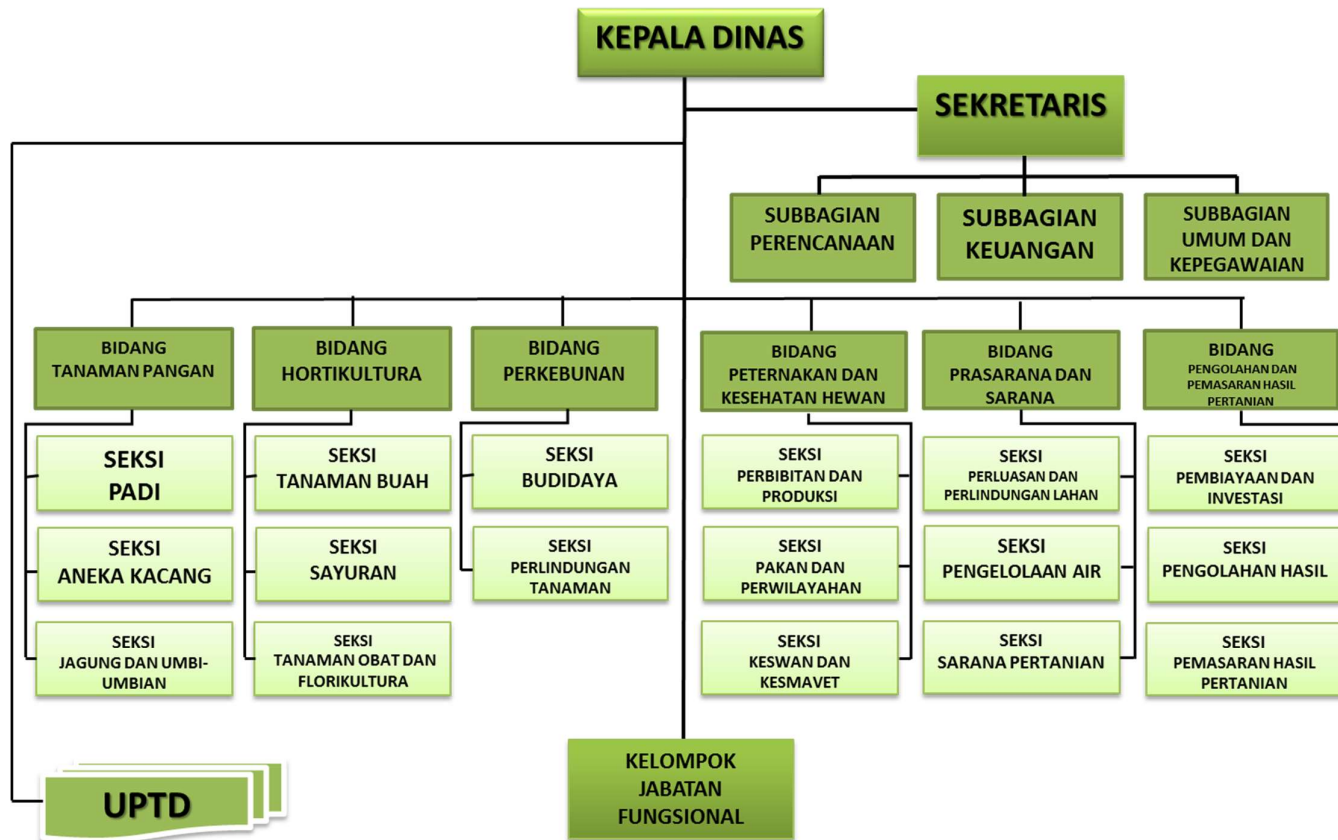 KEPALA DINAS
SEKRETARIS
SUBBAGIAN
PERENCANAAN
SUBBAGIAN
KEUANGAN
SUBBAGIAN
UMUM DAN
KEPEGAWAIAN
BIDANG
TANAMAN PANGAN
BIDANG
HORTIKULTURA
BIDANG
PERKEBUNAN
BIDANG
PETERNAKAN DAN
KESEHATAN HEWAN
BIDANG
PRASARANA DAN
SARANA
BIDANG
PENGOLAHAN DAN
PEMASARAN HASIL
PERTANIAN
SEKSI
PADI
SEKSI
TANAMAN BUAH
SEKSI
BUDIDAYA
SEKSI
PERBIBITAN DAN
PRODUKSI
SEKSI
PERLUASAN DAN
PERLINDUNGAN LAHAN
SEKSI
PEMBIAYAAN DAN
INVESTASI
SEKSI
ANEKA KACANG
SEKSI
SAYURAN
SEKSI
PERLINDUNGAN
TANAMAN
SEKSI
PAKAN DAN
PERWILAYAHAN
SEKSI
PENGELOLAAN AIR
SEKSI
PENGOLAHAN HASIL
SEKSI
JAGUNG DAN UMBI-
UMBIAN
SEKSI
TANAMAN OBAT DAN
FLORIKULTURA
SEKSI
KESWAN DAN
KESMAVET
SEKSI
SARANA PERTANIAN
SEKSI
PEMASARAN HASIL
PERTANIAN
UPTD
KELOMPOK
JABATAN
FUNGSIONAL